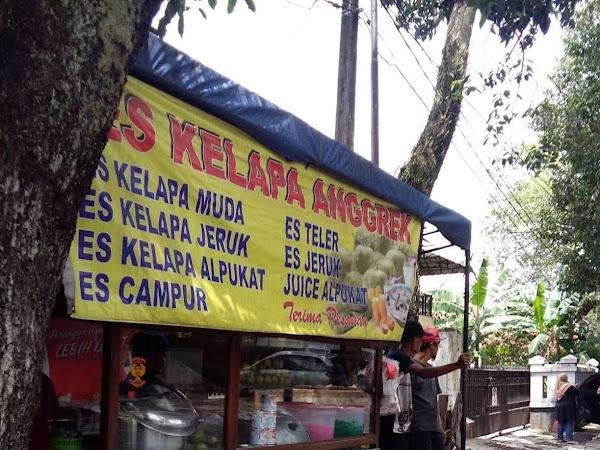 ES KELAPA ANGGREK
ES KELAPA MUDA
ES KELAPA JERUK
ES KELAPA ALPUKAT
ES CAMPUR
ES TELER
ES JERUK
JUICE ALPUKAT
Terima Pesanan
LEBIH